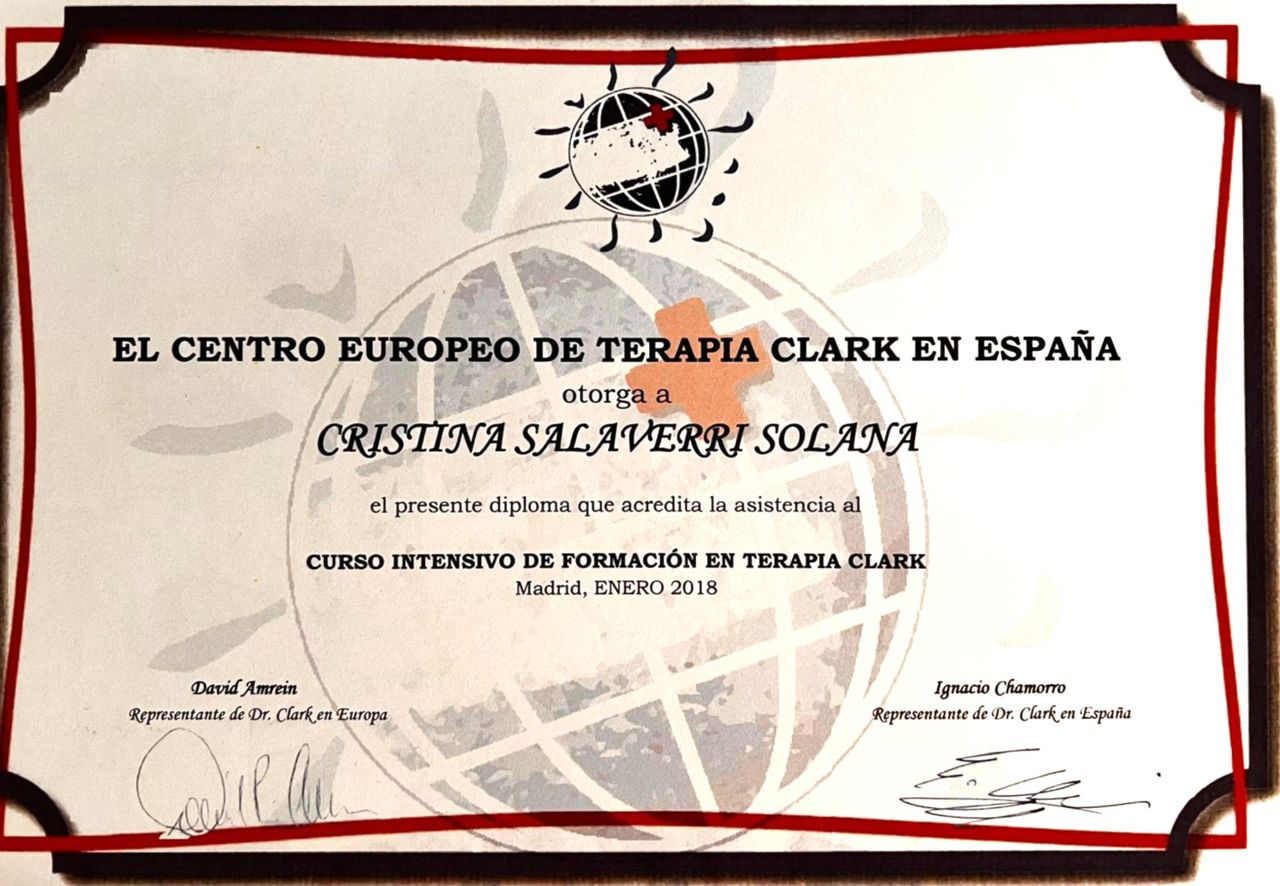 EL CENTRO EUROPEO DE TERAPIA CLARK EN ESPAÑA
otorga a
CRISTINA SALAVERRI SOLANA
el presente diploma que acredita la asistencia al
CURSO INTENSIVO DE FORMACIÓN EN TERAPIA CLARK
Madrid, ENERO 2018
David Amrein
Representante de Dr. Clark en Europa
Ignacio Chamorro
Representante de Dr. Clark en España